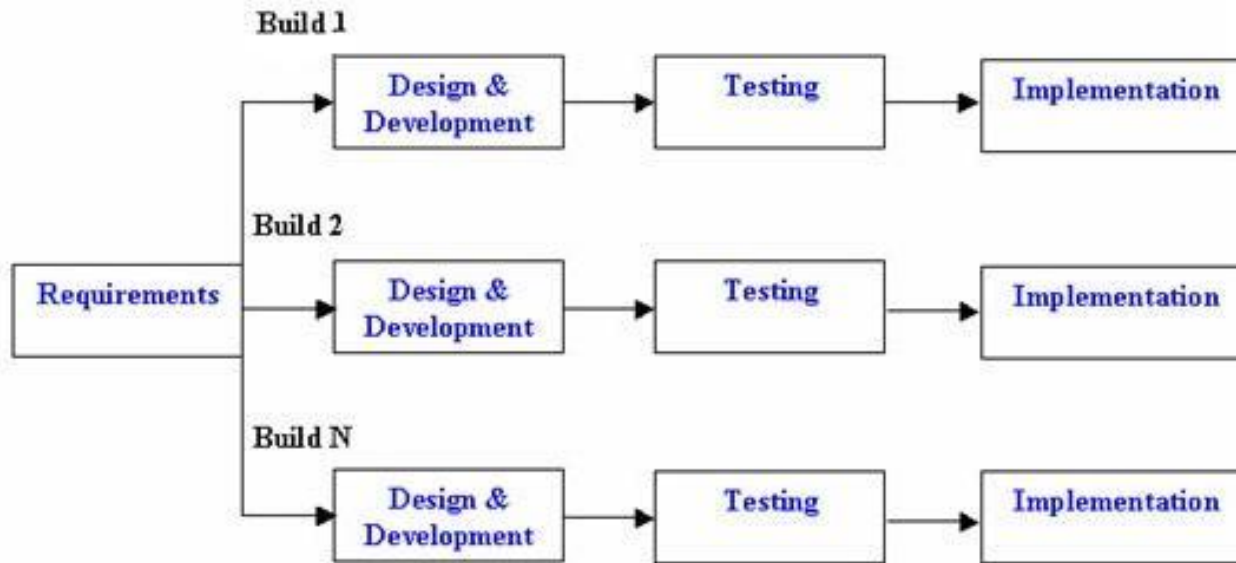 Build 1
Design &
Development
Testing
Implementation
Build 2
Requirements
Design &
Development
Testing
Implementation
Build N
Design &
Development
Testing
Implementation